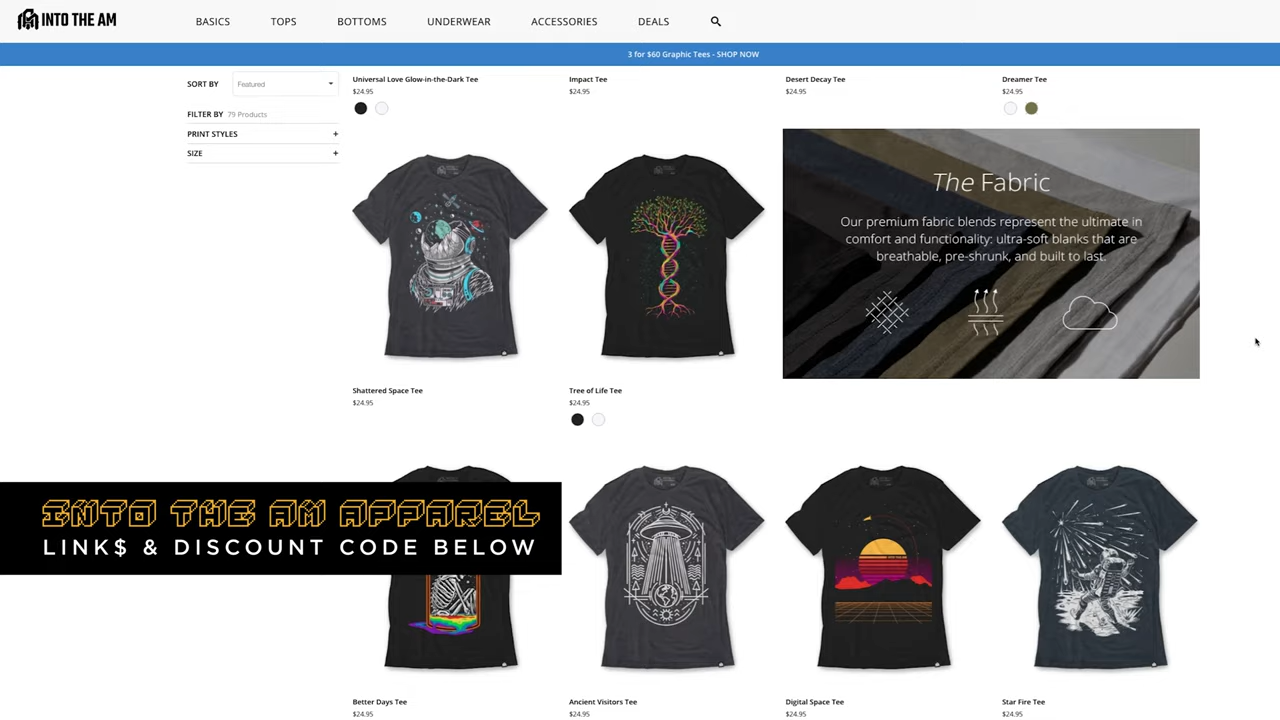 INTO THE AM
BASICS
TOPS
BOTTOMS
UNDERWEAR
ACCESSORIES
DEALS
3 for $60 Graphic Tees - SHOP NOW
SORT BY
Featured
FILTER BY 79 Products
PRINT STYLES +
SIZE +
Universal Love Glow-in-the-Dark Tee
$24.95
Impact Tee
$24.95
Desert Decay Tee
$24.95
Dreamer Tee
$24.95
The Fabric
Our premium fabric blends represent the ultimate in
comfort and functionality: ultra-soft blanks that are
breathable, pre-shrunk, and built to last.
Shattered Space Tee
$24.95
Tree of Life Tee
$24.95
INTO THE AM APPAREL
LINK$ & DISCOUNT CODE BELOW
Better Days Tee
$24.95
Ancient Visitors Tee
$24.95
Digital Space Tee
$24.95
Star Fire Tee
$24.95